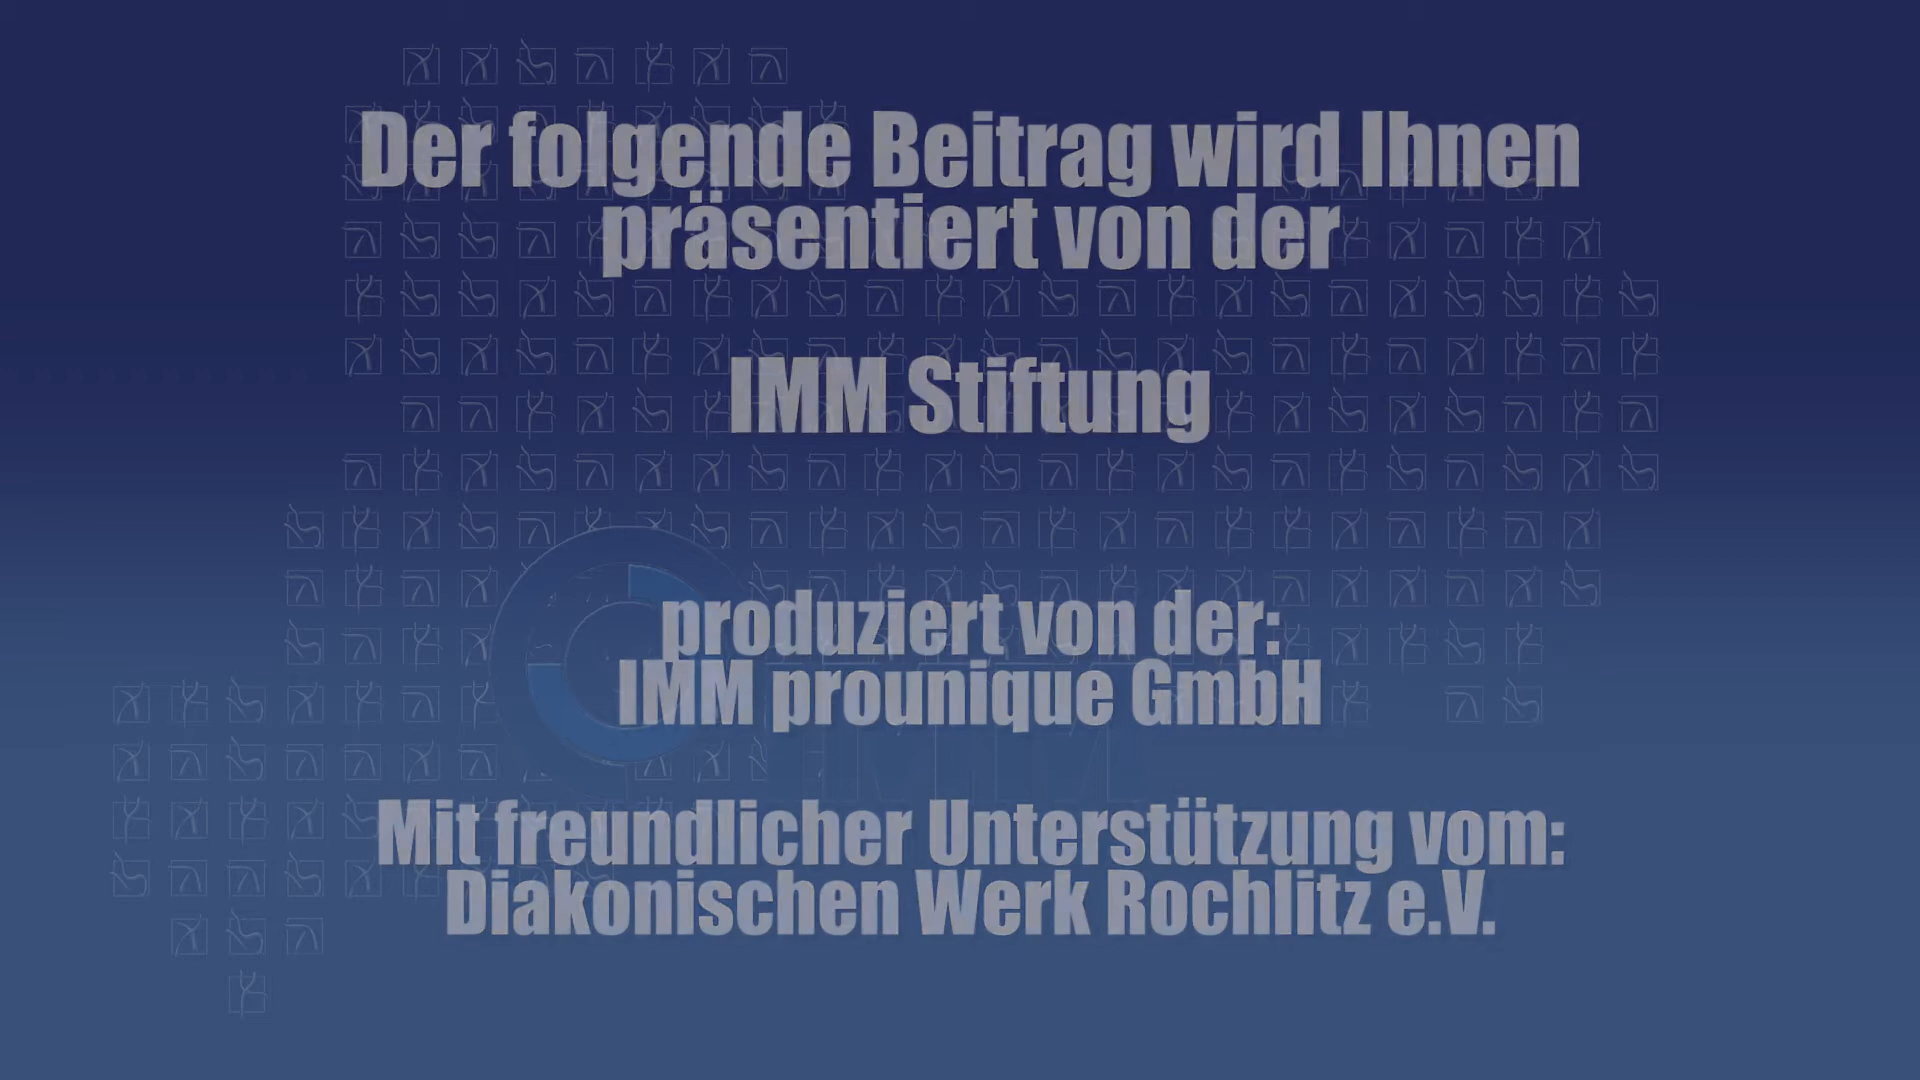 Der folgende Beitrag wird Ihnen
präsentiert von der
IMM Stiftung
produziert von der:
IMM prounique GmbH
Mit freundlicher Unterstützung vom:
Diakonischen Werk Rochlitz e.V.